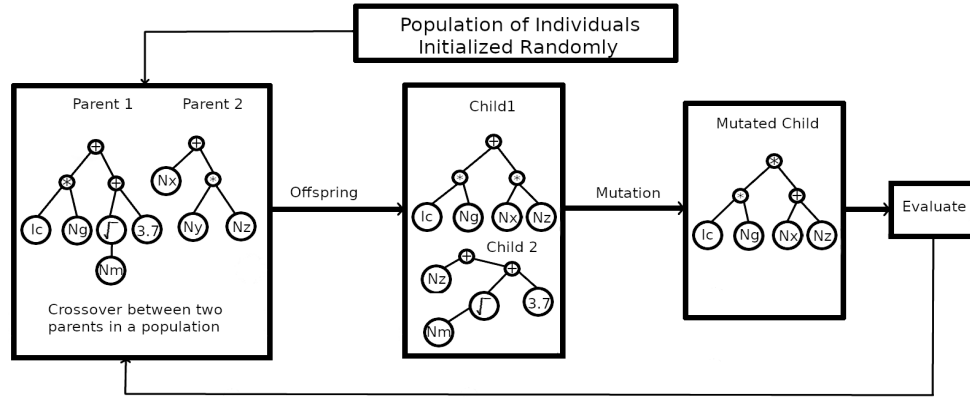 Population of Individuals
Initialized Randomly
Parent 1 Parent 2
+ +
* + Nx *
Ic Ng √ 3.7 Ny Nz
Nm
Crossover between two
parents in a population
Offspring
Child1
+
* *
Ic Ng Nx Nz
Child 2
+
Nz +
√ 3.7
Nm
Mutation
Mutated Child
*
* +
Ic Ng Nx Nz
Evaluate